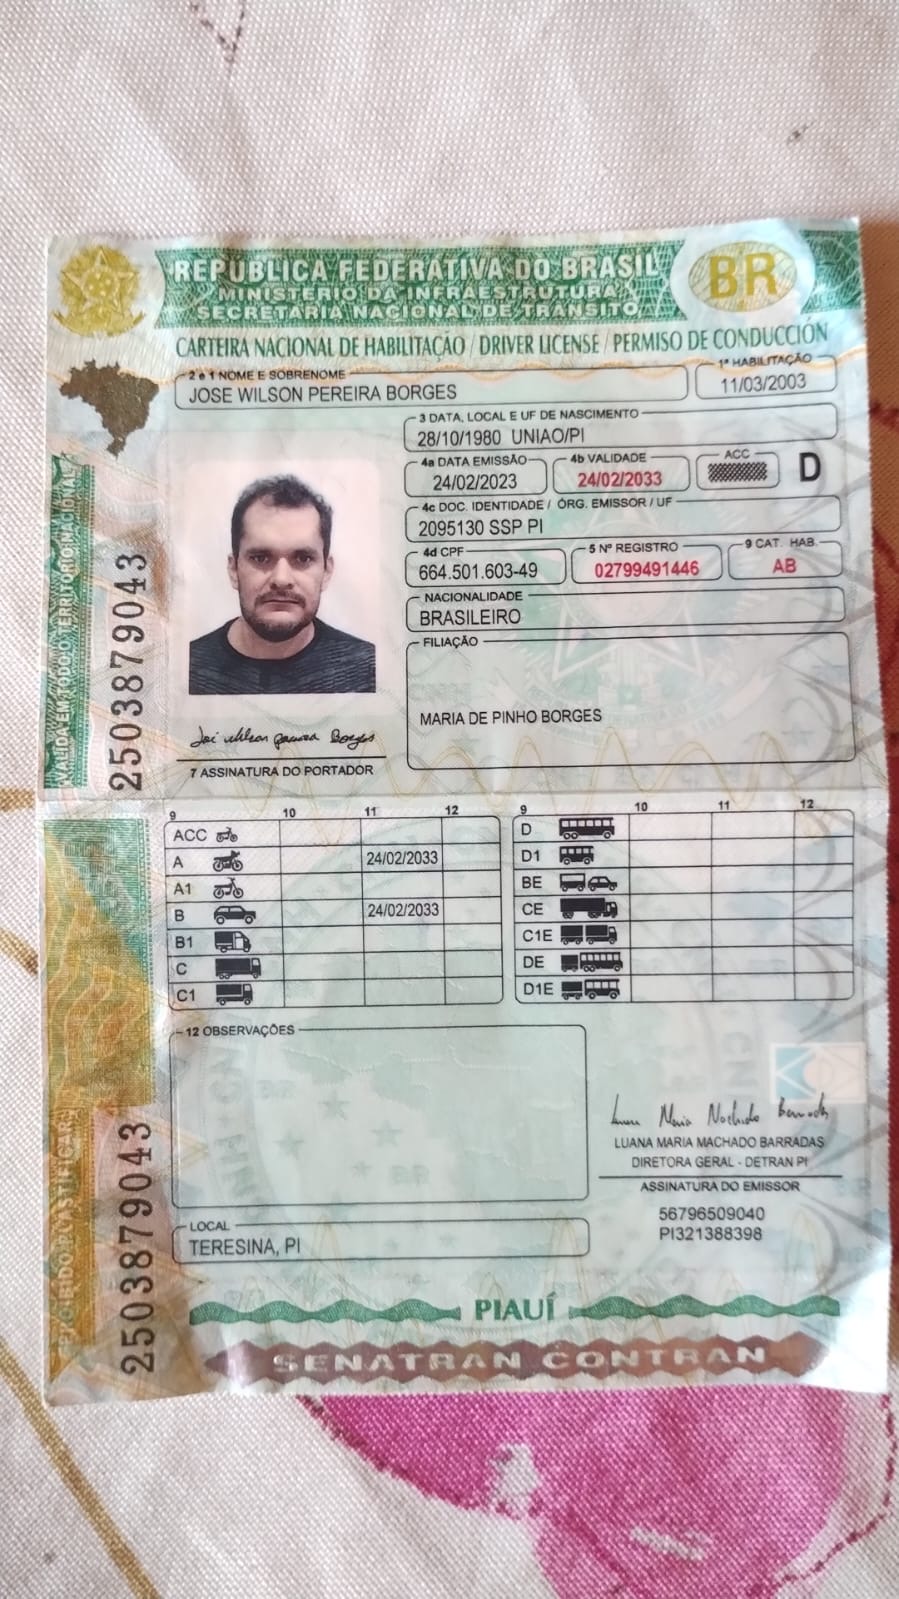 REPÚBLICA FEDERATIVA DO BRASIL
MINISTÉRIO DA INFRAESTRUTURA
SECRETARIA NACIONAL DE TRÂNSITO
BR
CARTEIRA NACIONAL DE HABILITAÇÃO / DRIVER LICENSE / PERMISO DE CONDUCCIÓN
2 e 1 NOME E SOBRENOME
JOSE WILSON PEREIRA BORGES
1ª HABILITAÇÃO
11/03/2003
3 DATA, LOCAL E UF DE NASCIMENTO
28/10/1980 UNIAO/PI
4a DATA EMISSÃO
24/02/2023
4b VALIDADE
24/02/2033
ACC
D
4c DOC. IDENTIDADE / ÓRG. EMISSOR / UF
2095130 SSP PI
4d CPF
664.501.603-49
5 Nº REGISTRO
02799491446
9 CAT. HAB.
AB
NACIONALIDADE
BRASILEIRO
FILIAÇÃO
MARIA DE PINHO BORGES
VÁLIDA EM TODO O TERRITÓRIO NACIONAL
2503879043
Jose Wilson Pereira Borges
7 ASSINATURA DO PORTADOR
9 10 11 12
ACC
A 24/02/2033
A1
B 24/02/2033
B1
C
C1
9 10 11 12
D
D1
BE
CE
C1E
DE
D1E
12 OBSERVAÇÕES
PROIBIDO PLASTIFICAR
2503879043
Luana Maria Machado Barradas
LUANA MARIA MACHADO BARRADAS
DIRETORA GERAL - DETRAN PI
ASSINATURA DO EMISSOR
56796509040
PI321388398
LOCAL
TERESINA, PI
PIAUÍ
SENATRAN CONTRAN